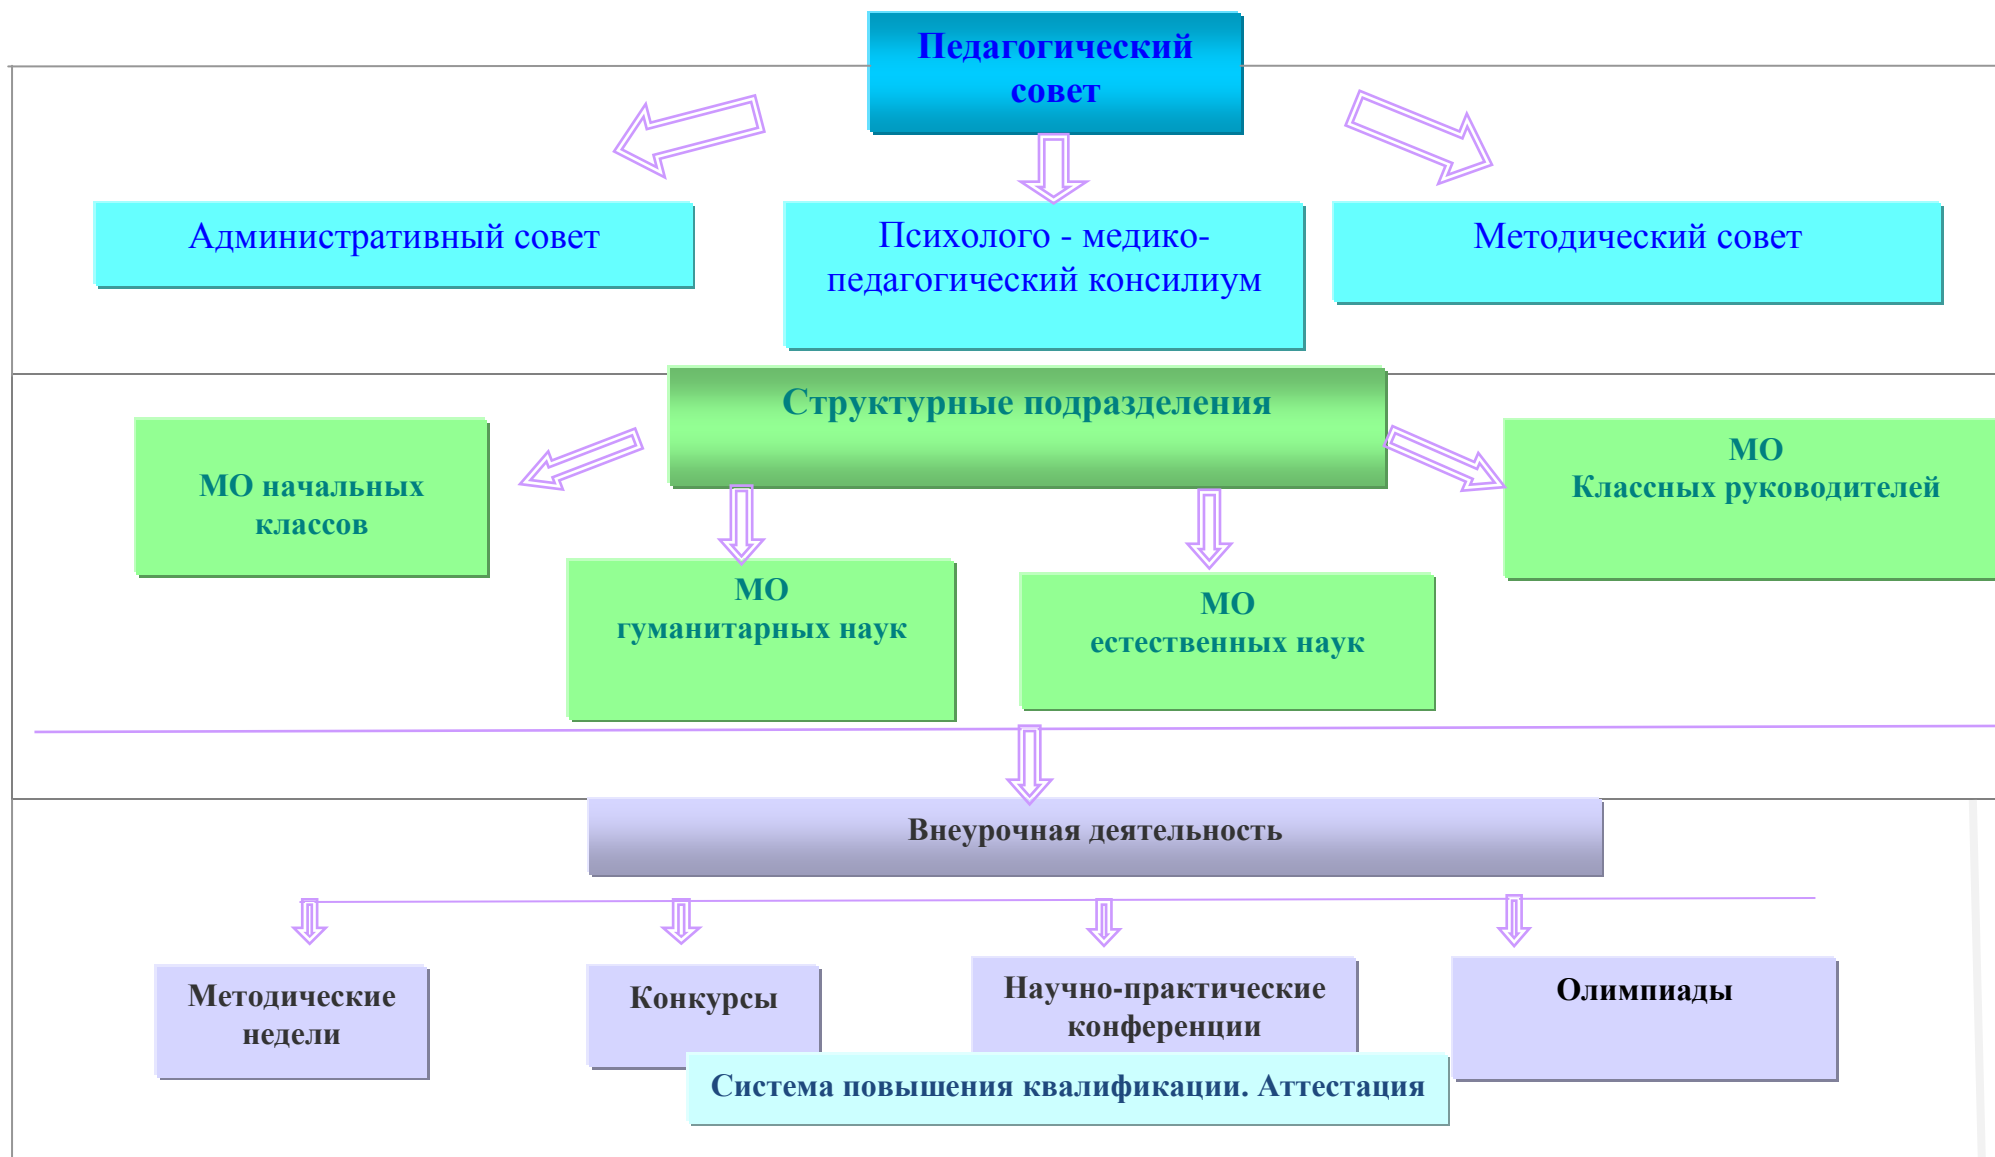 Педагогический
совет
Административный совет
Психолого - медико-
педагогический консилиум
Методический совет
Структурные подразделения
МО начальных
классов
МО
гуманитарных наук
МО
естественных наук
МО
Классных руководителей
Внеурочная деятельность
Методические
недели
Конкурсы
Научно-практические
конференции
Олимпиады
Система повышения квалификации. Аттестация